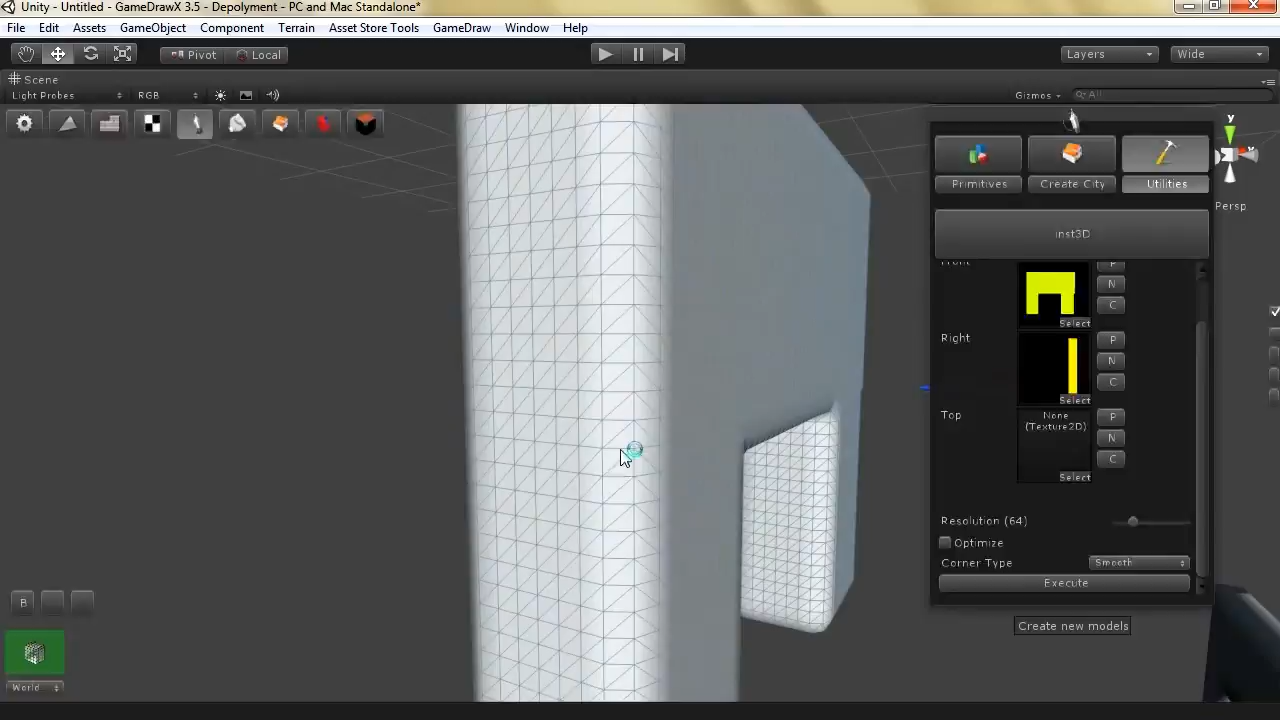 Unity - Untitled - GameDrawX 3.5 - Depolyment - PC and Mac Standalone*
File Edit Assets GameObject Component Terrain Asset Store Tools GameDraw Window Help
Pivot Local Layers Wide
Scene
Light Probes RGB Gizmos All
y
x
Primitives Create City Utilities
Persp
inst3D
P
N
C
Select
Right P
N
C
Select
Top None P
(Texture2D)
N
C
Select
Resolution (64)
Optimize
Corner Type Smooth
Execute
B
Create new models
World